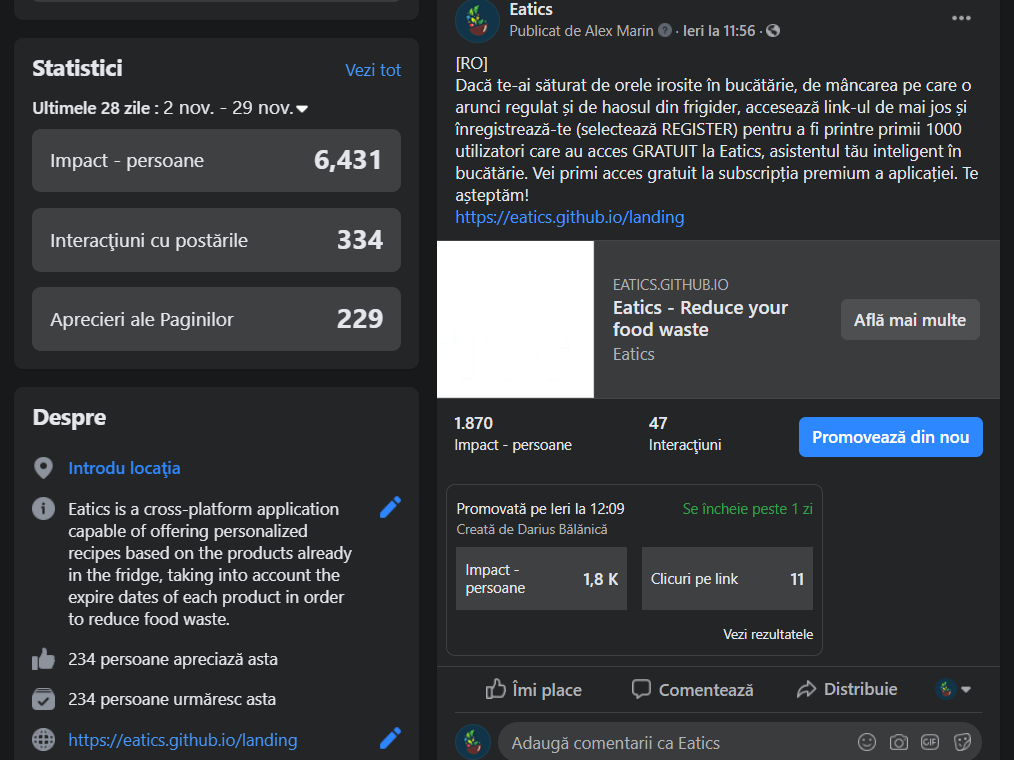 Statistici
Vezi tot
Ultimele 28 zile : 2 nov. - 29 nov.
Impact - persoane 6,431
Interacţiuni cu postările 334
Aprecieri ale Paginilor 229
Despre
Introdu locaţia
Eatics is a cross-platform application
capable of offering personalized
recipes based on the products already
in the fridge, taking into account the
expire dates of each product in order
to reduce food waste.
234 persoane apreciază asta
234 persoane urmăresc asta
https://eatics.github.io/landing
Eatics
Publicat de Alex Marin · Ieri la 11:56 ·
[RO]
Dacă te-ai săturat de orele irosite în bucătărie, de mâncarea pe care o
arunci regulat și de haosul din frigider, accesează link-ul de mai jos și
înregistrează-te (selectează REGISTER) pentru a fi printre primii 1000
utilizatori care au acces GRATUIT la Eatics, asistentul tău inteligent în
bucătărie. Vei primi acces gratuit la subscripția premium a aplicației. Te
așteptăm!
https://eatics.github.io/landing
EATICS.GITHUB.IO
Eatics - Reduce your
food waste
Eatics
Află mai multe
1.870
Impact - persoane
47
Interacţiuni
Promovează din nou
Promovată pe Ieri la 12:09
Se încheie peste 1 zi
Creată de Darius Bălănică
Impact -
persoane
1,8 K
Clicuri pe link 11
Vezi rezultatele
Îmi place
Comentează
Distribuie
Adaugă comentarii ca Eatics
GIF